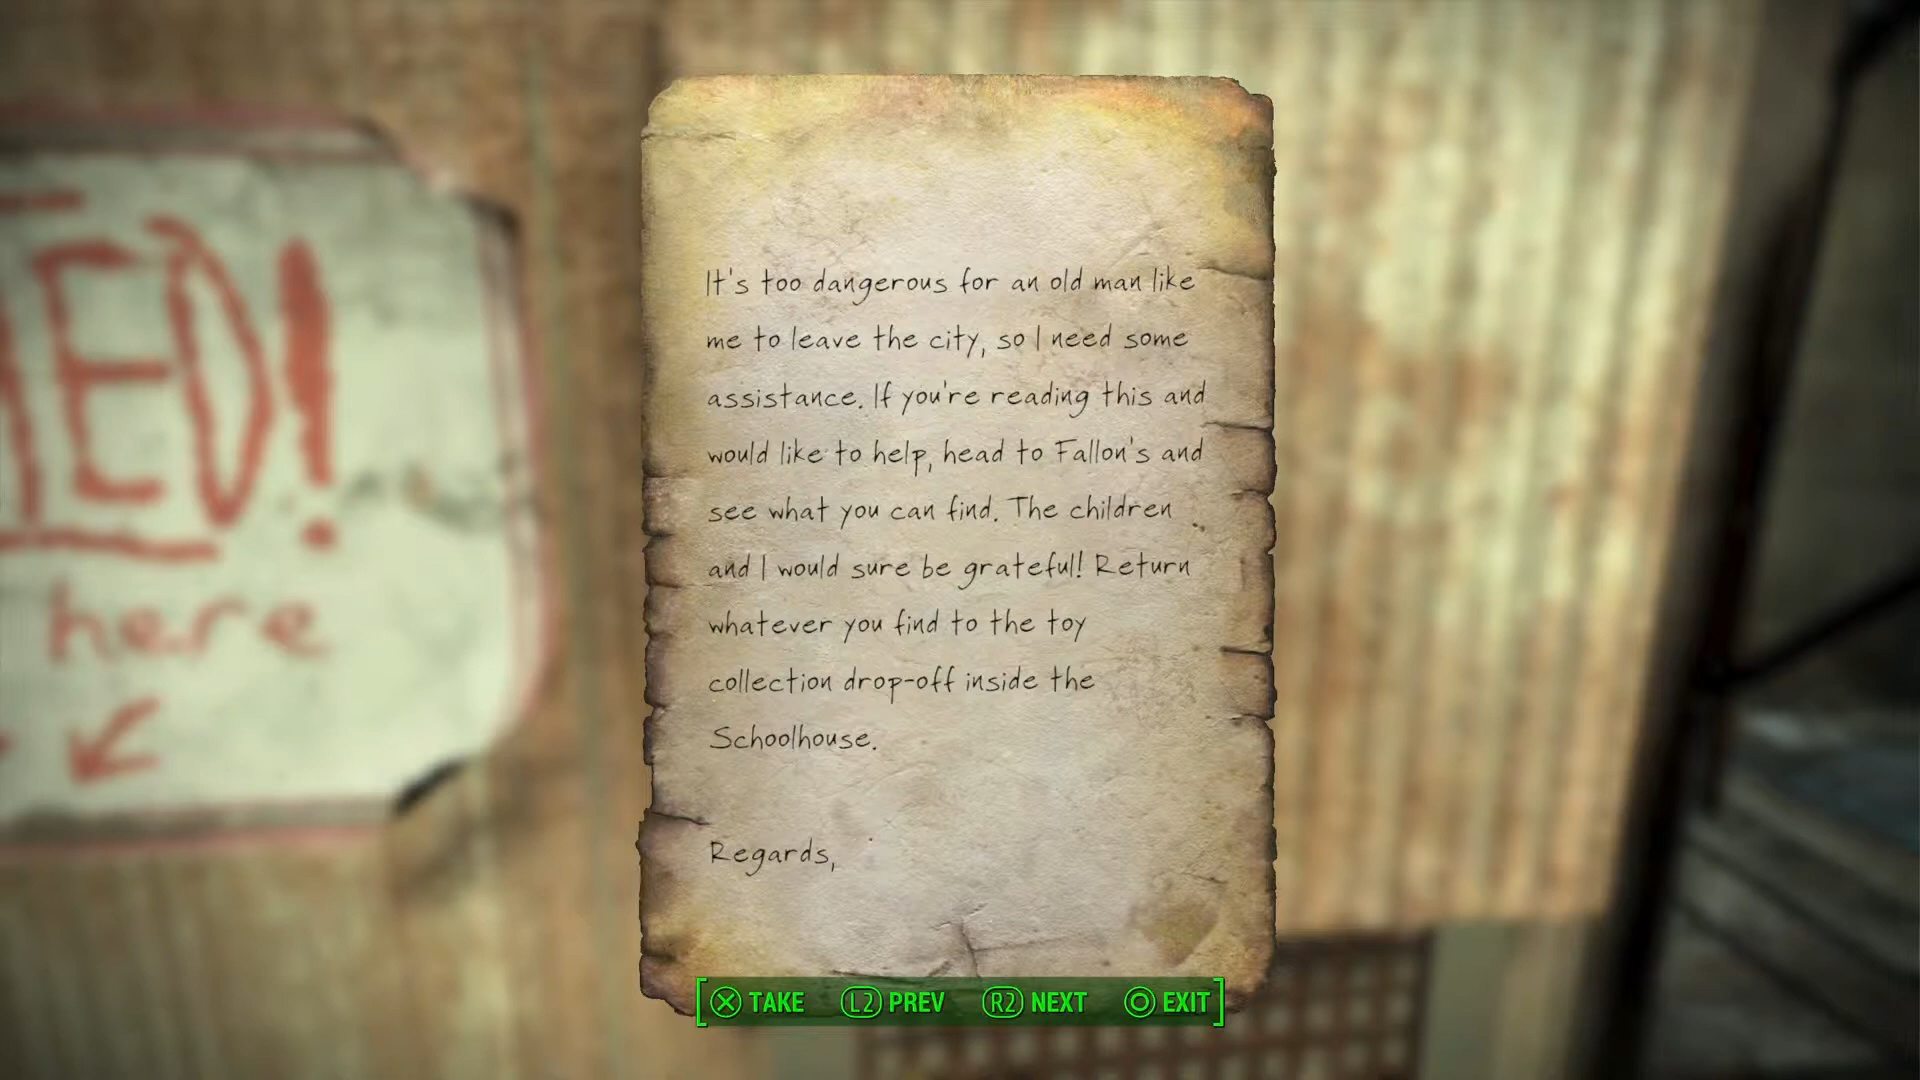 ED!
here
It's too dangerous for an old man like
me to leave the city, so I need some
assistance. If you're reading this and
would like to help, head to Fallon's and
see what you can find. The children
and I would sure be grateful! Return
whatever you find to the toy
collection drop-off inside the
Schoolhouse.
Regards,
X TAKE L2 PREV R2 NEXT O EXIT